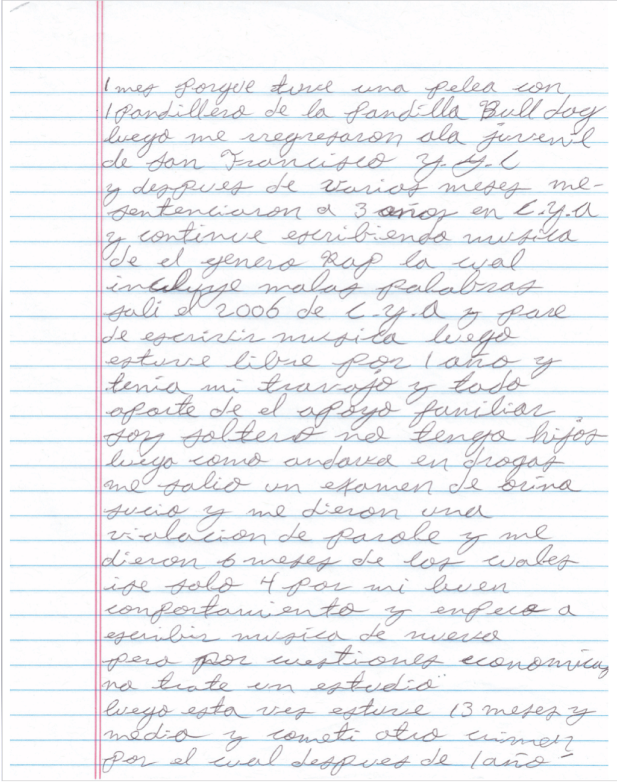 1 mes porque tuve una pelea con
1 pandillero de la pandilla Bull dog
luego me regresaron ala juvenil
de San Francisco Y.G.C
y despues de varios meses me-
sentenciaron a 3 años en C.Y.A
y continue escribiendo musica
de el genero Rap la cual
incluye malas palabras
sali el 2006 de C.Y.A y pare
de escrivir musica luego
estuve libre por 1 año y
tenia mi travajo y todo
aparte de el apoyo familiar
soy soltero no tengo hijos
luego como andava en drogas
me salio un examen de orina
sucio y me dieron una
violacion de parole y me
dieron 6 meses de los cuales
ise solo 4 por mi buen
comportamiento y enpece a
escribir musica de nuevo
pero por cuestiones economicas
no trate un estudio
luego esta ves estuve 13 meses y
medio y cometi otro crimen
por el cual despues de 1 año -